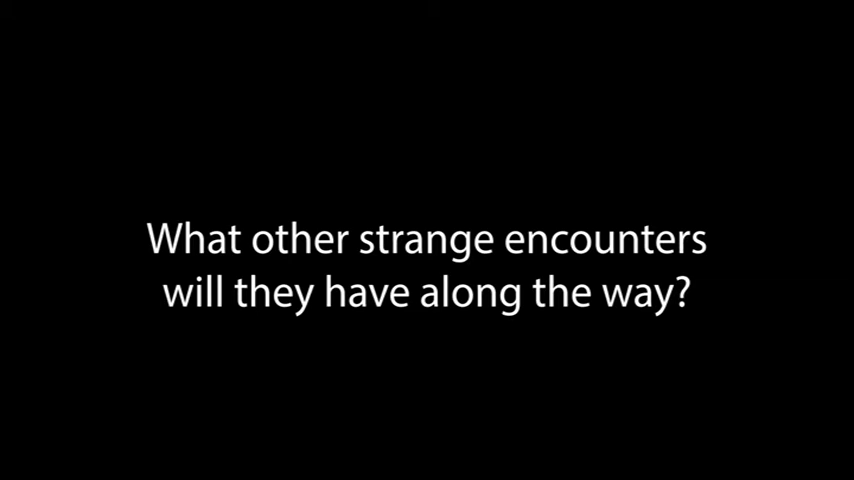 What other strange encounters
will they have along the way?